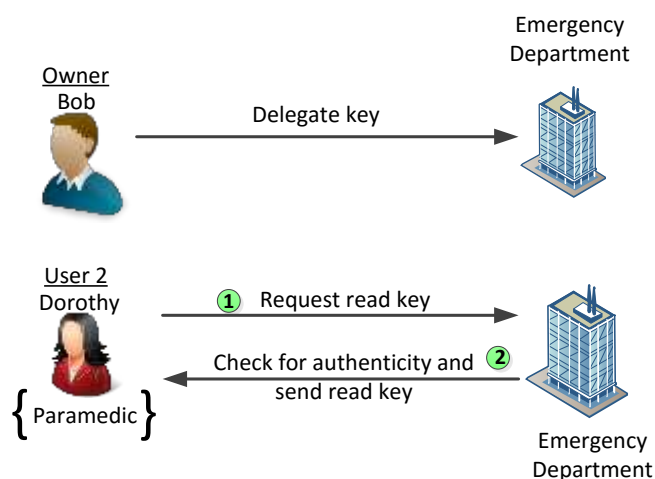 Emergency
Department
Owner
Bob
Delegate key
User 2
Dorothy
1 Request read key
Check for authenticity and 2
send read key
{ Paramedic }
Emergency
Department